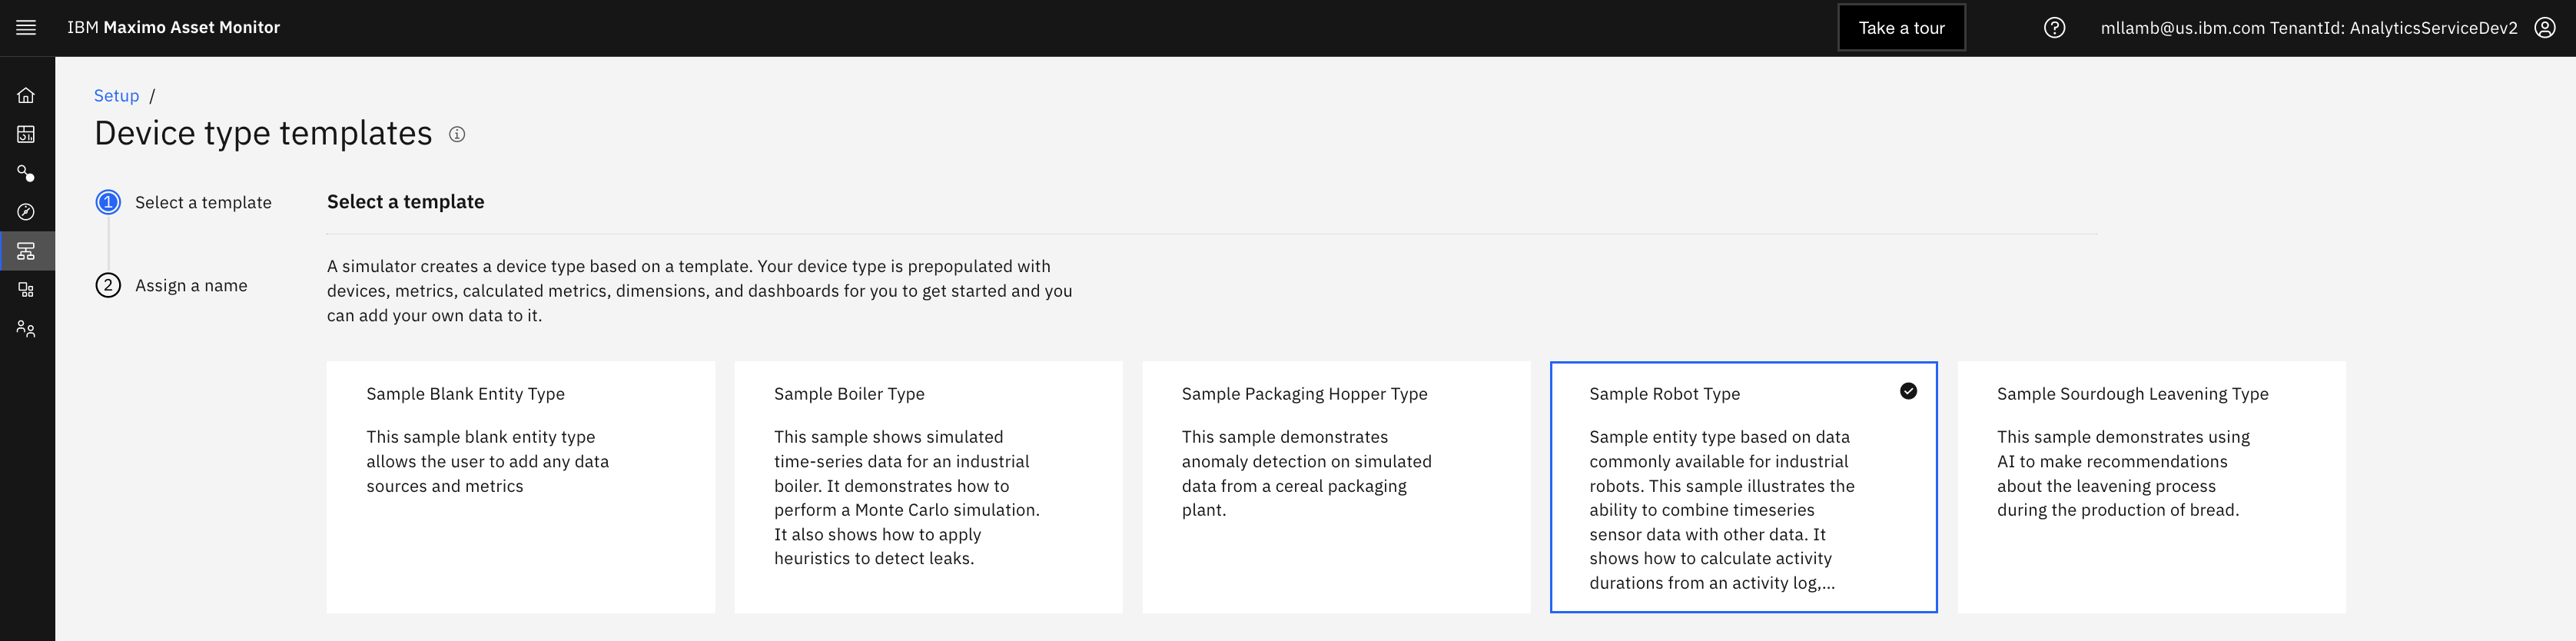 IBM Maximo Asset Monitor
Take a tour
mllamb@us.ibm.com TenantId: AnalyticsServiceDev2
Setup /
Device type templates
1 Select a template
2 Assign a name
Select a template
A simulator creates a device type based on a template. Your device type is prepopulated with
devices, metrics, calculated metrics, dimensions, and dashboards for you to get started and you
can add your own data to it.
Sample Blank Entity Type
This sample blank entity type
allows the user to add any data
sources and metrics
Sample Boiler Type
This sample shows simulated
time-series data for an industrial
boiler. It demonstrates how to
perform a Monte Carlo simulation.
It also shows how to apply
heuristics to detect leaks.
Sample Packaging Hopper Type
This sample demonstrates
anomaly detection on simulated
data from a cereal packaging
plant.
Sample Robot Type
Sample entity type based on data
commonly available for industrial
robots. This sample illustrates the
ability to combine timeseries
sensor data with other data. It
shows how to calculate activity
durations from an activity log,...
Sample Sourdough Leavening Type
This sample demonstrates using
AI to make recommendations
about the leavening process
during the production of bread.